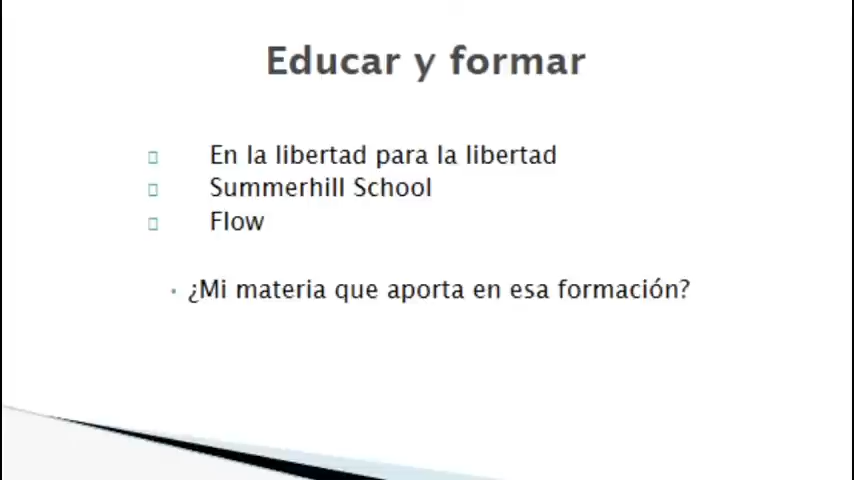 Educar y formar
En la libertad para la libertad
Summerhill School
Flow
¿Mi materia que aporta en esa formación?